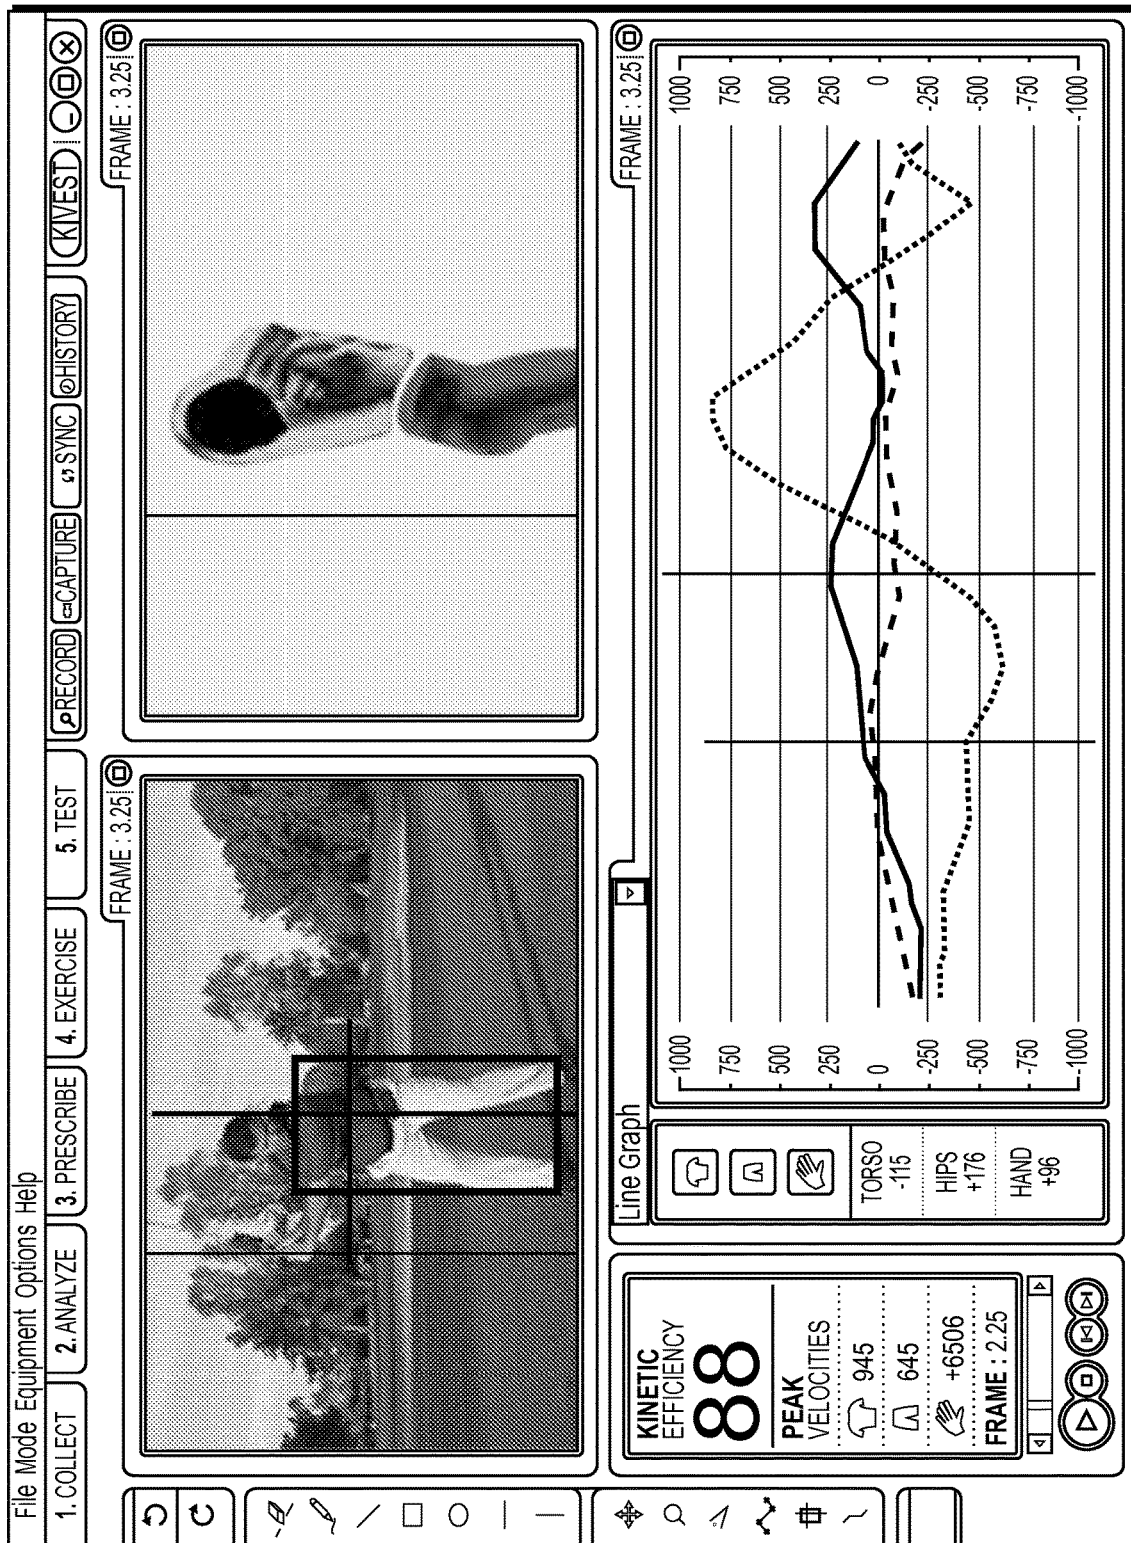 File Mode Equipment Options Help
1. COLLECT
2. ANALYZE
3. PRESCRIBE
4. EXERCISE
5. TEST
RECORD
CAPTURE
SYNC
HISTORY
KIVEST
FRAME : 3.25
FRAME : 3.25
KINETIC
EFFICIENCY
88
PEAK
VELOCITIES
945
645
+6506
FRAME : 2.25
Line Graph
FRAME : 3.25
TORSO
-115
HIPS
+176
HAND
+96
1000
750
500
250
0
-250
-500
-750
-1000
1000
750
500
250
0
-250
-500
-750
-1000